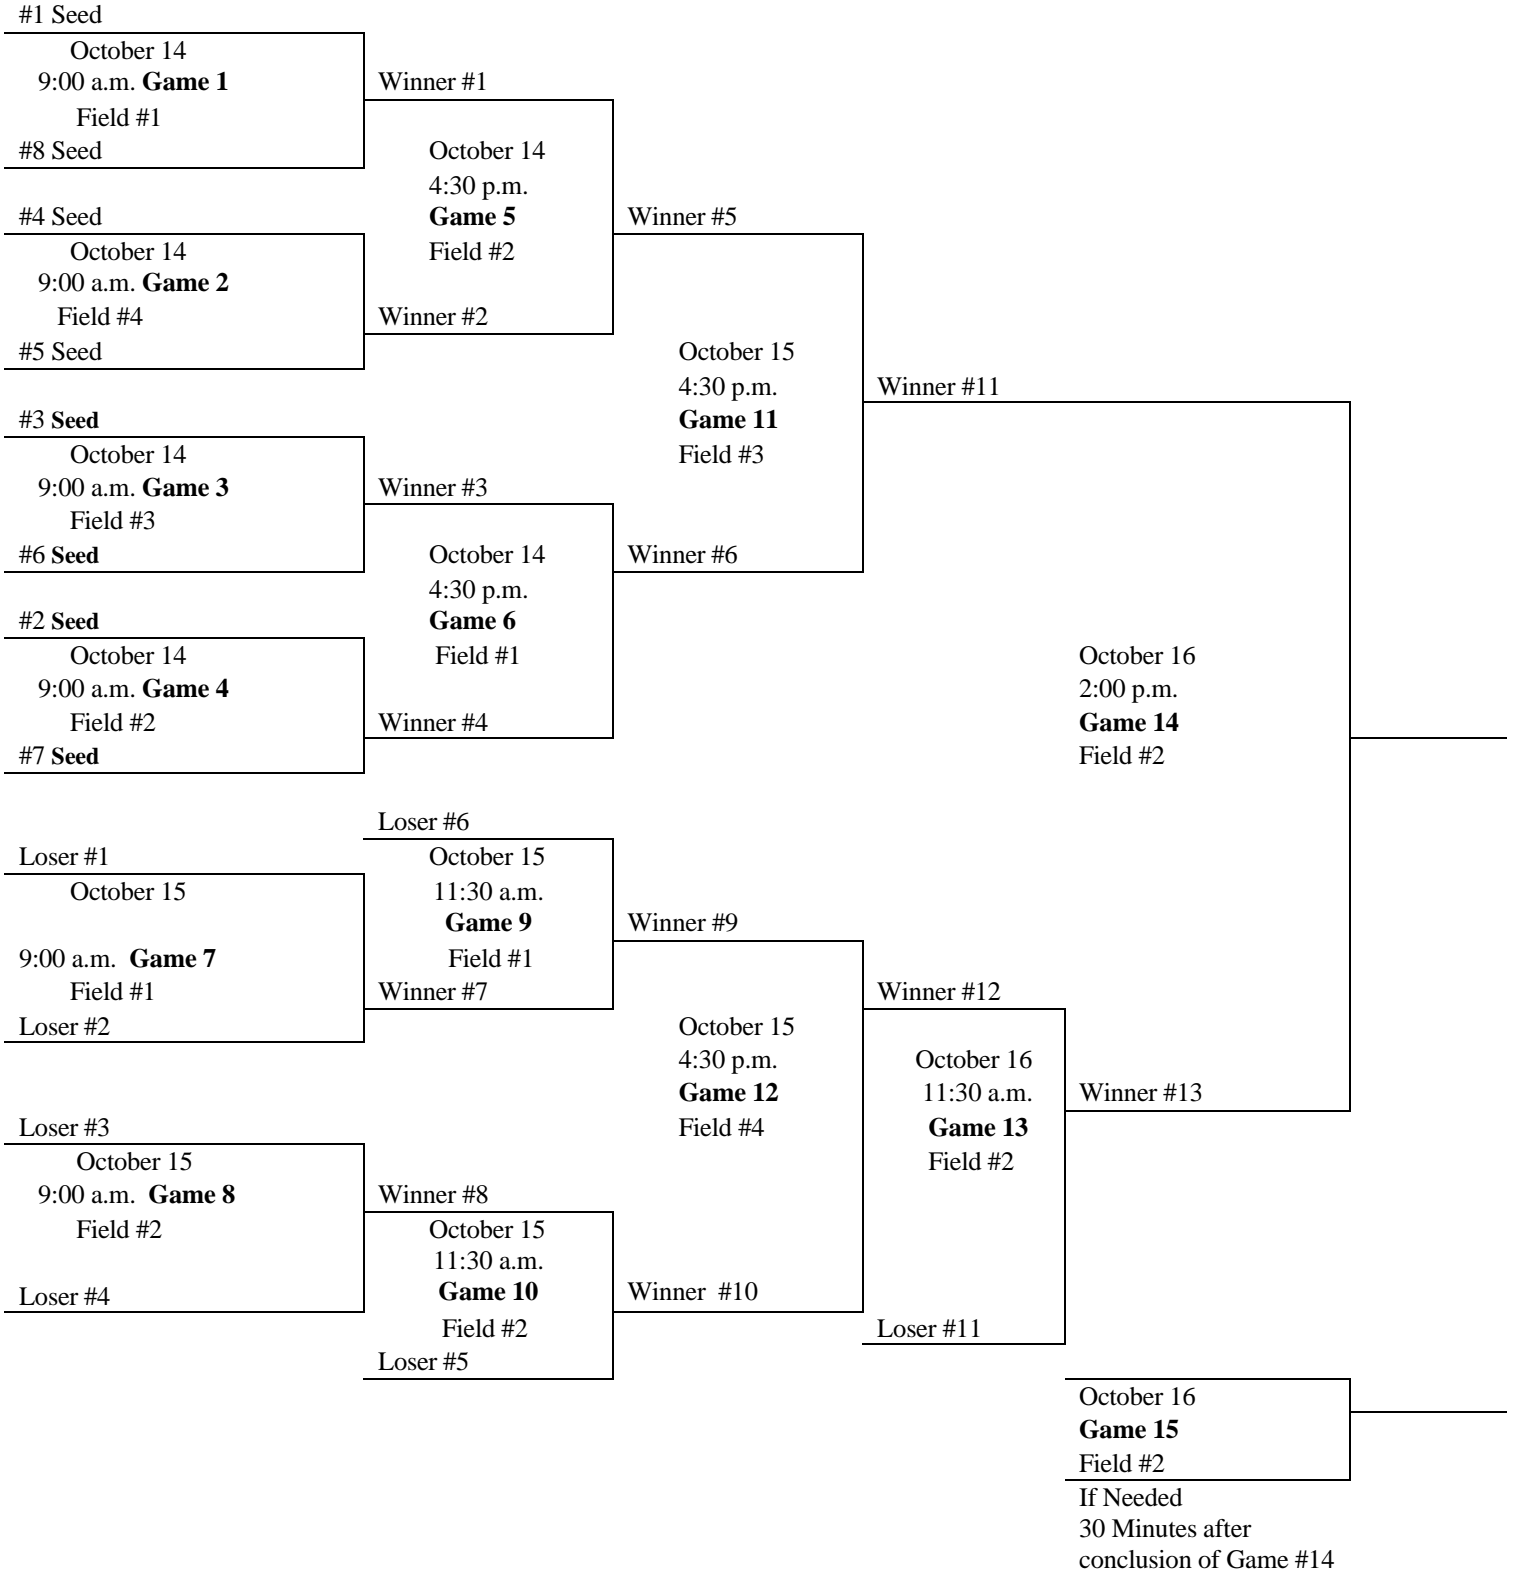 #1 Seed
October 14
9:00 a.m. Game 1
Field #1
#8 Seed
#4 Seed
October 14
9:00 a.m. Game 2
Field #4
#5 Seed
#3 Seed
October 14
9:00 a.m. Game 3
Field #3
#6 Seed
#2 Seed
October 14
9:00 a.m. Game 4
Field #2
#7 Seed
Winner #1
October 14
4:30 p.m.
Game 5
Field #2
Winner #2
Winner #3
October 14
4:30 p.m.
Game 6
Field #1
Winner #4
Winner #5
October 15
4:30 p.m.
Game 11
Field #3
Winner #6
Winner #11
October 16
2:00 p.m.
Game 14
Field #2
Loser #1
October 15
9:00 a.m. Game 7
Field #1
Loser #2
Loser #3
October 15
9:00 a.m. Game 8
Field #2
Loser #4
Loser #6
October 15
11:30 a.m.
Game 9
Field #1
Winner #7
Winner #8
October 15
11:30 a.m.
Game 10
Field #2
Loser #5
Winner #9
October 15
4:30 p.m.
Game 12
Field #4
Winner #10
Winner #12
October 16
11:30 a.m.
Game 13
Field #2
Loser #11
Winner #13
October 16
Game 15
Field #2
If Needed
30 Minutes after
conclusion of Game #14